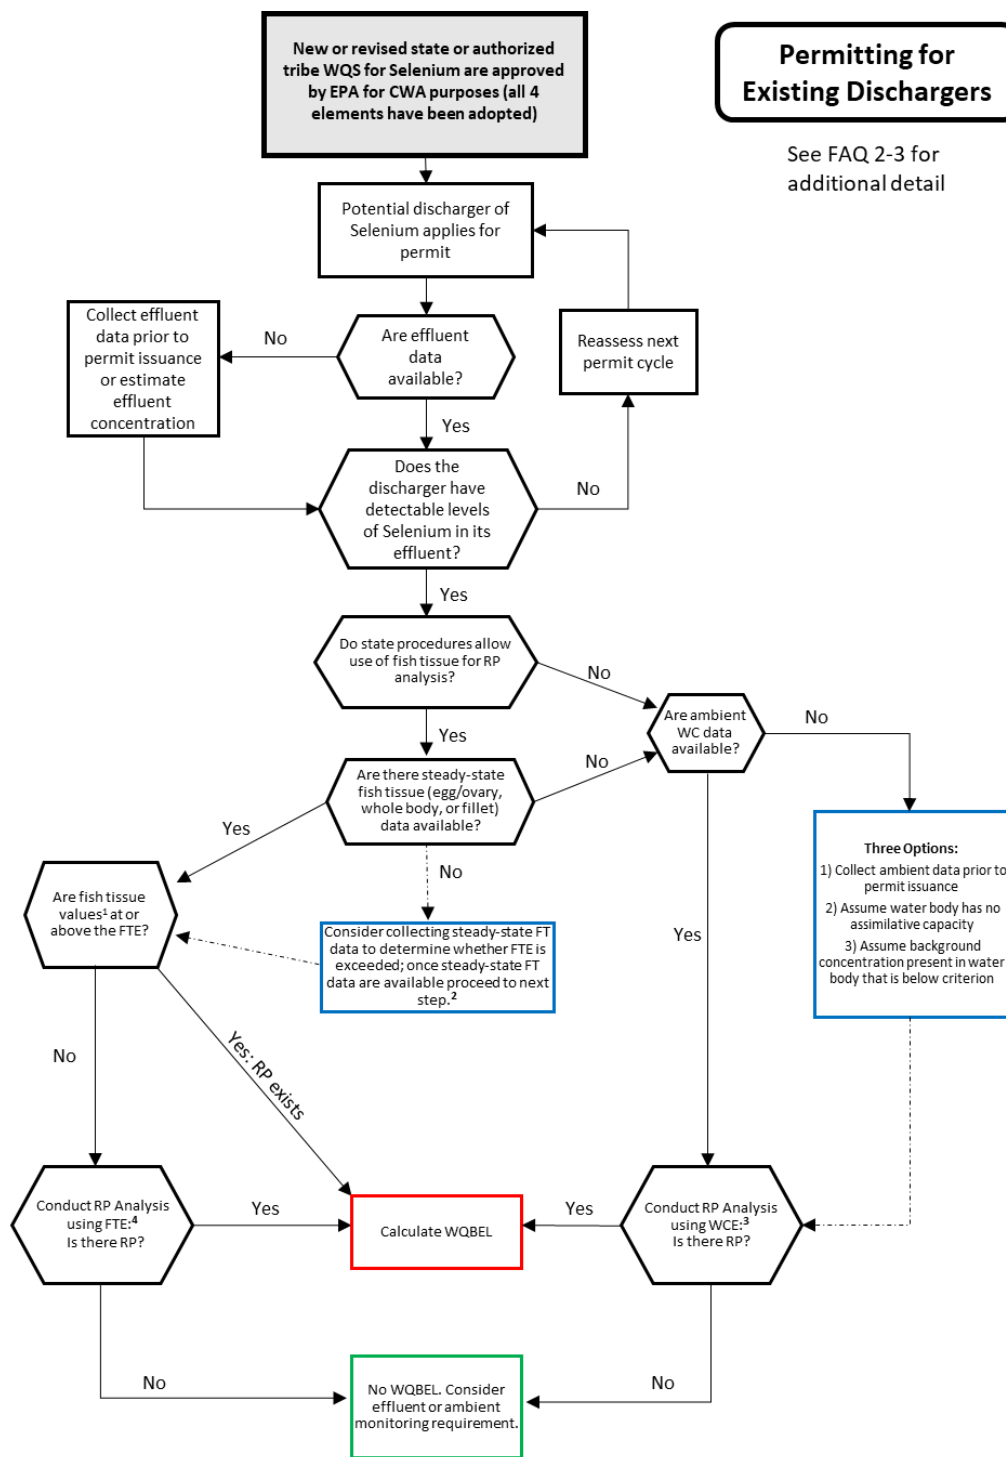 New or revised state or authorized
tribe WQS for Selenium are approved
by EPA for CWA purposes (all 4
elements have been adopted)
Permitting for
Existing Dischargers
See FAQ 2-3 for
additional detail
Potential discharger of
Selenium applies for
permit
Collect effluent
data prior to
permit issuance
or estimate
effluent
concentration
No
Are effluent
data
available?
Reassess next
permit cycle
Yes
Does the
discharger have
detectable levels
of Selenium in its
effluent?
No
Yes
Do state procedures allow
use of fish tissue for RP
analysis?
No
Are ambient
WC data
available?
No
Yes
Are there steady-state
fish tissue (egg/ovary,
whole body, or fillet)
data available?
No
Yes
No
Three Options:
1) Collect ambient data prior to
permit issuance
2) Assume water body has no
assimilative capacity
3) Assume background
concentration present in water
body that is below criterion
Are fish tissue
values¹ at or
above the FTE?
Consider collecting steady-state FT
data to determine whether FTE is
exceeded; once steady-state FT
data are available proceed to next
step.²
Yes
No
Yes: RP exists
Conduct RP Analysis
using FTE:⁴
Is there RP?
Yes
Calculate WQBEL
Yes
Conduct RP Analysis
using WCE:³
Is there RP?
No
No WQBEL. Consider
effluent or ambient
monitoring requirement.
No